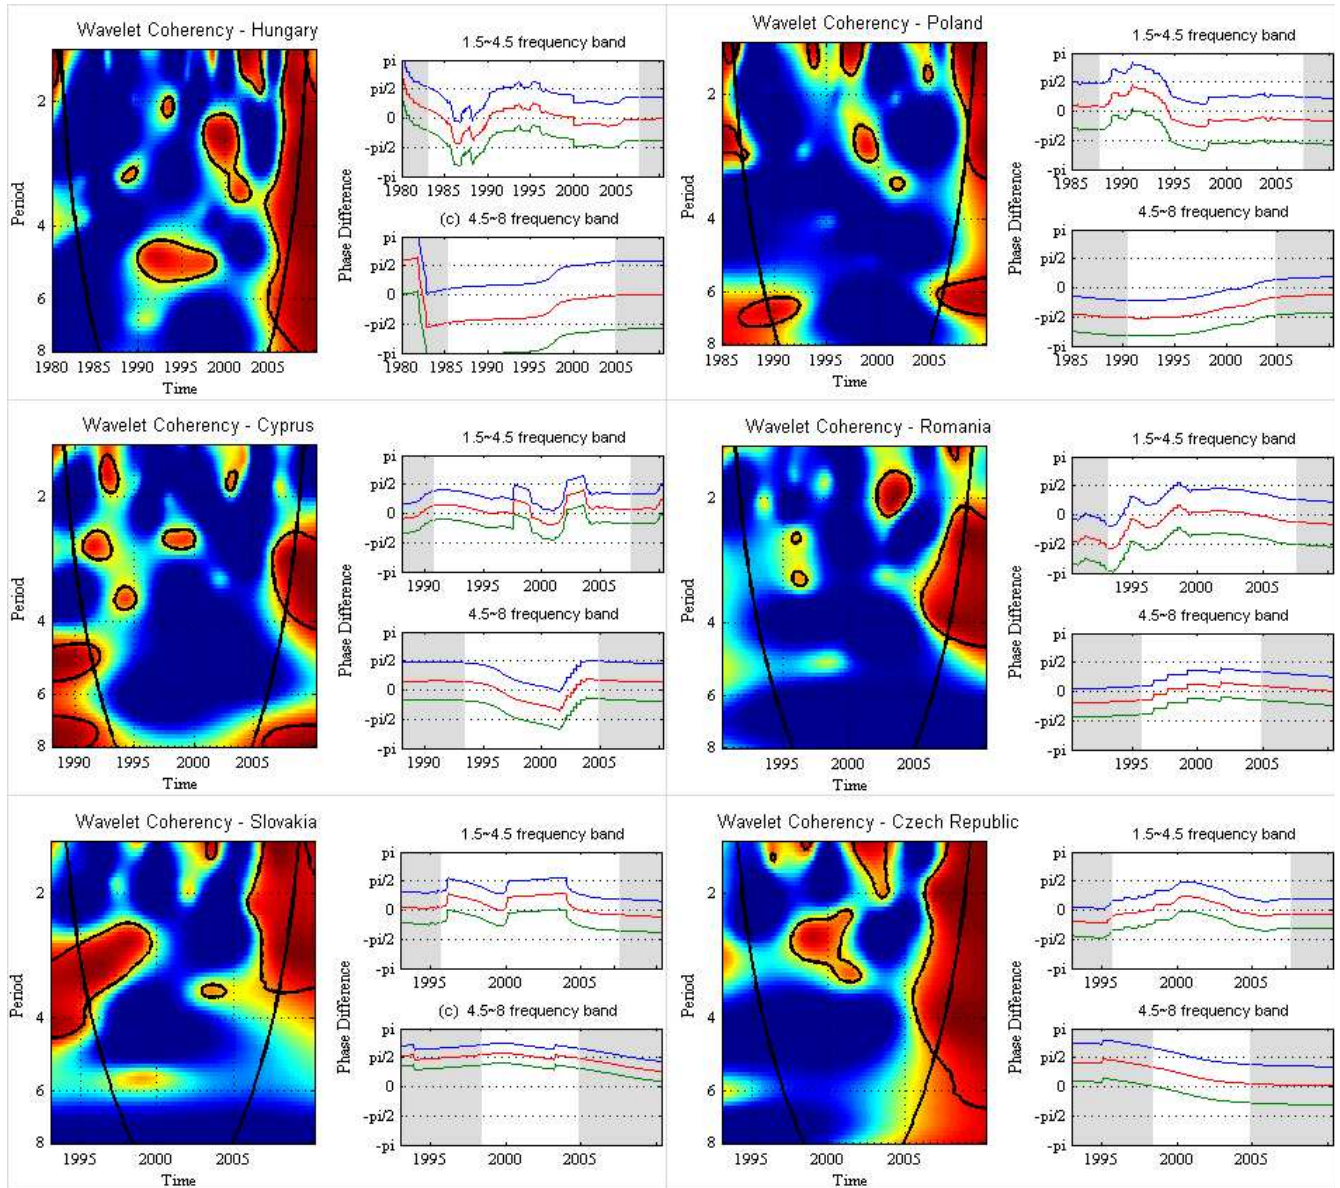 Wavelet Coherency - Hungary
Period
2
4
6
8
1980 1985 1990 1995 2000 2005
Time
1.5~4.5 frequency band
Phase Difference
pi
pi/2
0
-pi/2
-pi
1980 1985 1990 1995 2000 2005
(c) 4.5~8 frequency band
pi
pi/2
0
-pi/2
-pi
1980 1985 1990 1995 2000 2005
Wavelet Coherency - Poland
Period
2
4
6
8
1985 1990 1995 2000 2005
Time
1.5~4.5 frequency band
Phase Difference
pi
pi/2
0
-pi/2
-pi
1985 1990 1995 2000 2005
4.5~8 frequency band
pi
pi/2
0
-pi/2
-pi
1985 1990 1995 2000 2005
Wavelet Coherency - Cyprus
Period
2
4
6
8
1990 1995 2000 2005
Time
1.5~4.5 frequency band
Phase Difference
pi
pi/2
0
-pi/2
-pi
1990 1995 2000 2005
4.5~8 frequency band
pi
pi/2
0
-pi/2
-pi
1990 1995 2000 2005
Wavelet Coherency - Romania
Period
2
4
6
8
1995 2000 2005
Time
1.5~4.5 frequency band
Phase Difference
pi
pi/2
0
-pi/2
-pi
1995 2000 2005
4.5~8 frequency band
pi
pi/2
0
-pi/2
-pi
1995 2000 2005
Wavelet Coherency - Slovakia
Period
2
4
6
8
1995 2000 2005
Time
1.5~4.5 frequency band
Phase Difference
pi
pi/2
0
-pi/2
-pi
1995 2000 2005
(c) 4.5~8 frequency band
pi
pi/2
0
-pi/2
-pi
1995 2000 2005
Wavelet Coherency - Czech Republic
Period
2
4
6
8
1995 2000 2005
Time
1.5~4.5 frequency band
Phase Difference
pi
pi/2
0
-pi/2
-pi
1995 2000 2005
4.5~8 frequency band
pi
pi/2
0
-pi/2
-pi
1995 2000 2005